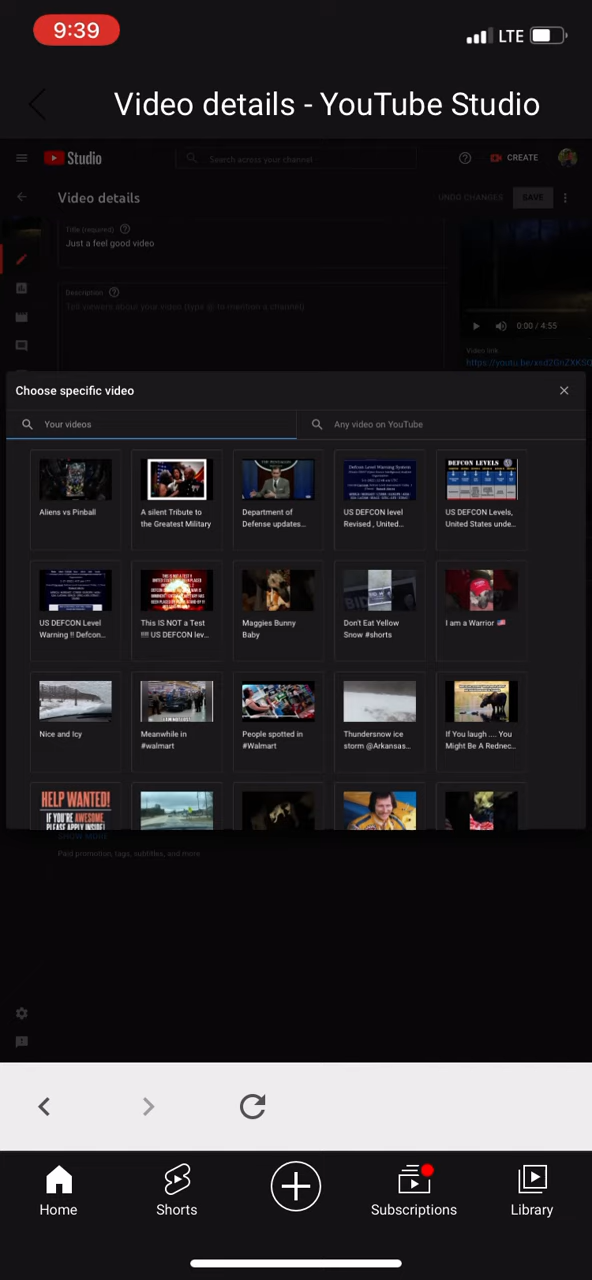 9:39
LTE
Video details - YouTube Studio
Studio
Search across your channel
CREATE
Video details
UNDO CHANGES
SAVE
Title (required)
Just a feel good video
Description
Tell viewers about your video (type @ to mention a channel)
0:00 / 4:55
Video link
Choose specific video
Your videos
Any video on YouTube
DEFCON LEVELS
Aliens vs Pinball
A silent Tribute to
the Greatest Military
Department of
Defense updates...
US DEFCON level
Revised , United...
US DEFCON Levels,
United States unde...
US DEFCON Level
Warning !! Defcon...
This IS NOT a Test
!!!! US DEFCON lev...
Maggies Bunny
Baby
Don't Eat Yellow
Snow #shorts
I am a Warrior 🇺🇸
Nice and Icy
Meanwhile in
#walmart
People spotted in
#Walmart
Thundersnow ice
storm @Arkansas...
If You laugh .... You
Might Be A Rednec...
HELP WANTED!
IF YOU'RE AWESOME,
PLEASE APPLY INSIDE!
SHOW MORE
Paid promotion, tags, subtitles, and more
Home
Shorts
Subscriptions
Library